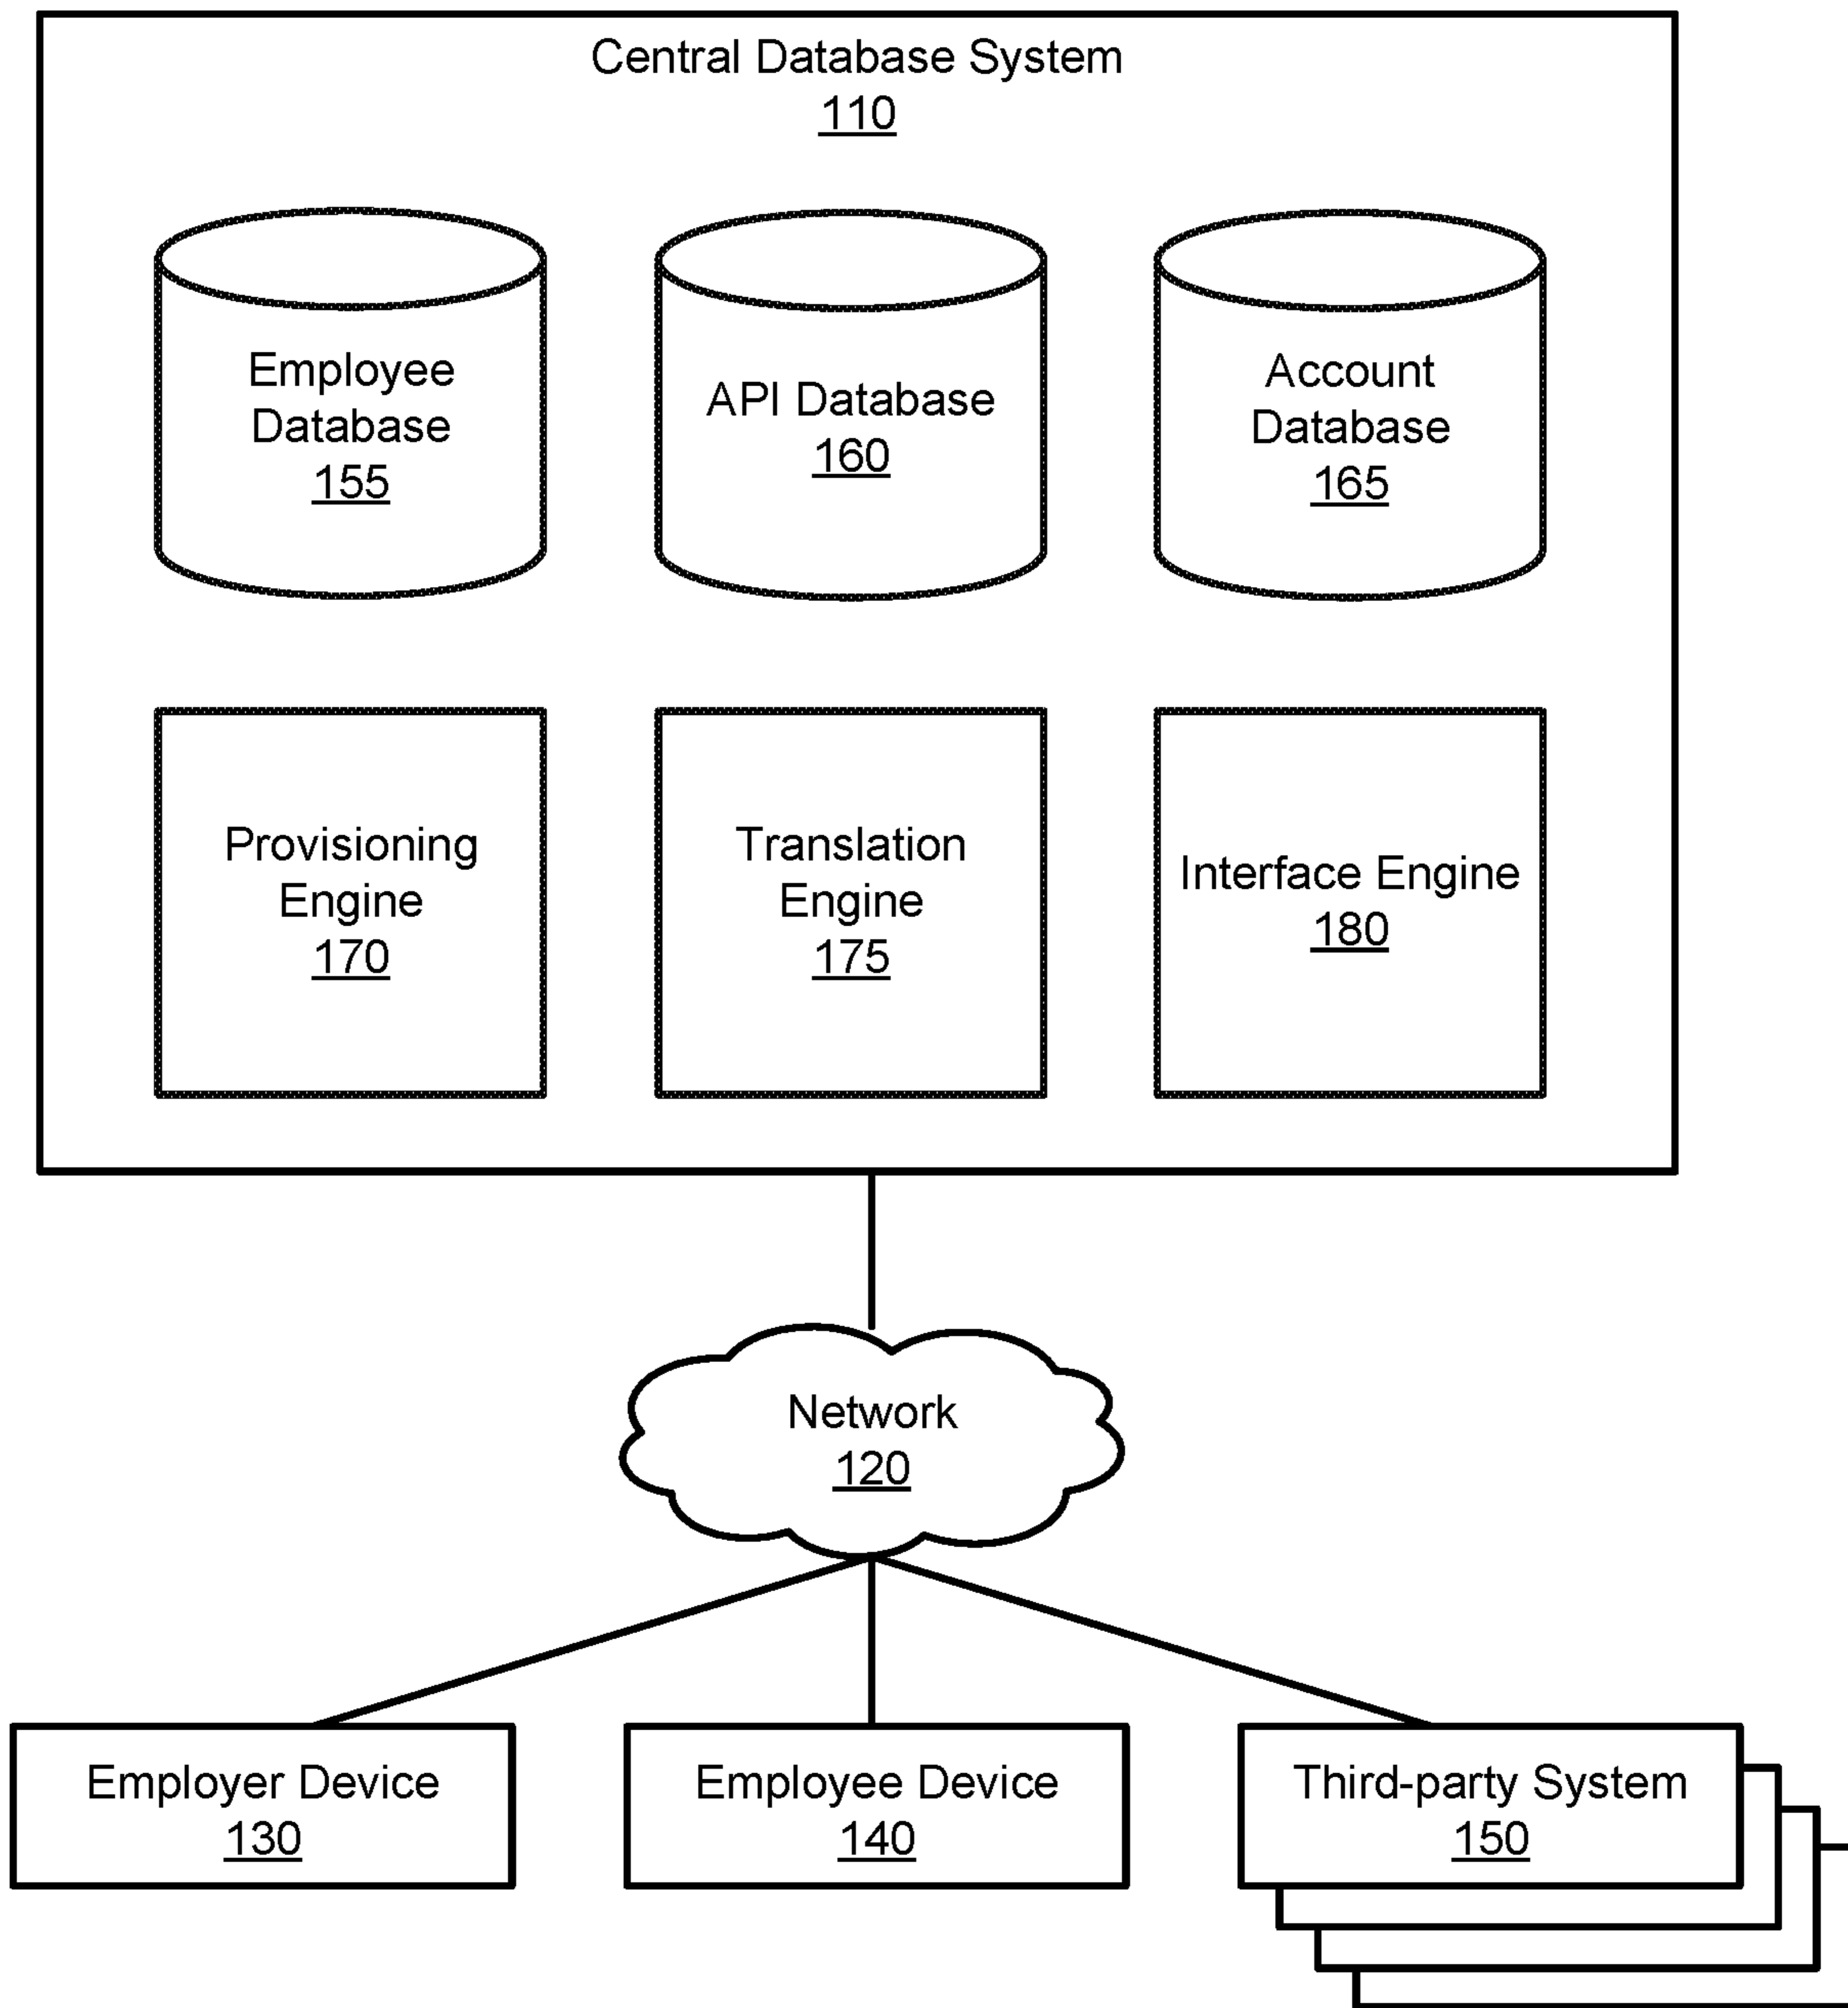 Central Database System
110
Employee
Database
155
API Database
160
Account
Database
165
Provisioning
Engine
170
Translation
Engine
175
Interface Engine
180
Network
120
Employer Device
130
Employee Device
140
Third-party System
150